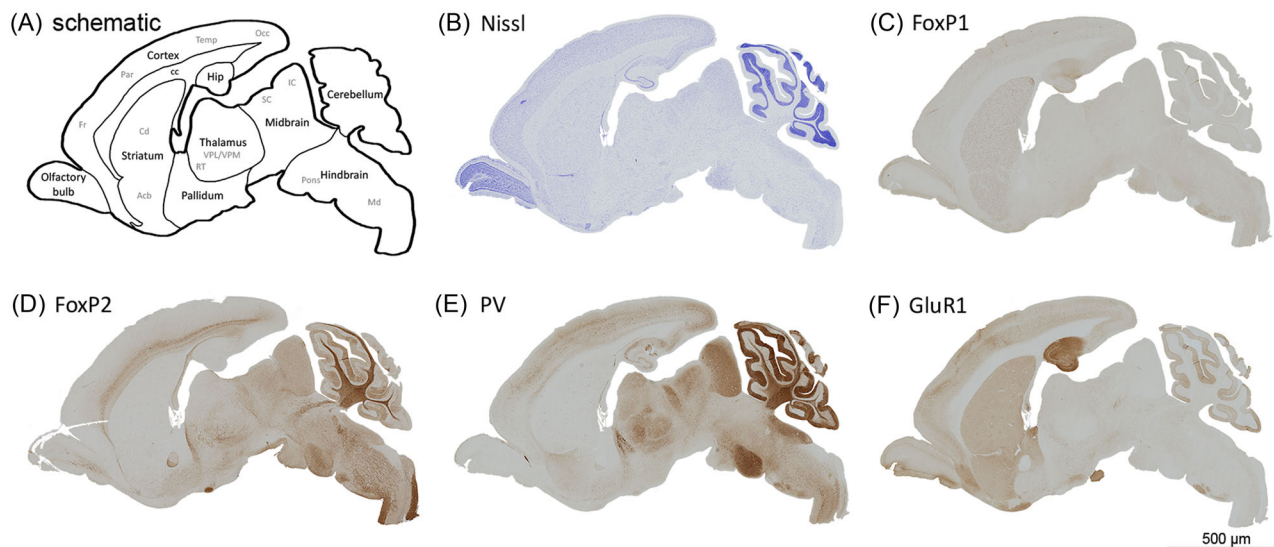 (A) schematic
(B) Nissl
(C) FoxP1
Occ
Temp
Cortex
cc
Hip
Par
IC
SC
Cerebellum
Fr
Cd
Midbrain
Thalamus
VPL/VPM
Striatum
RT
Olfactory
bulb
Pons
Hindbrain
Acb
Pallidum
Md
(D) FoxP2
(E) PV
(F) GluR1
500 µm